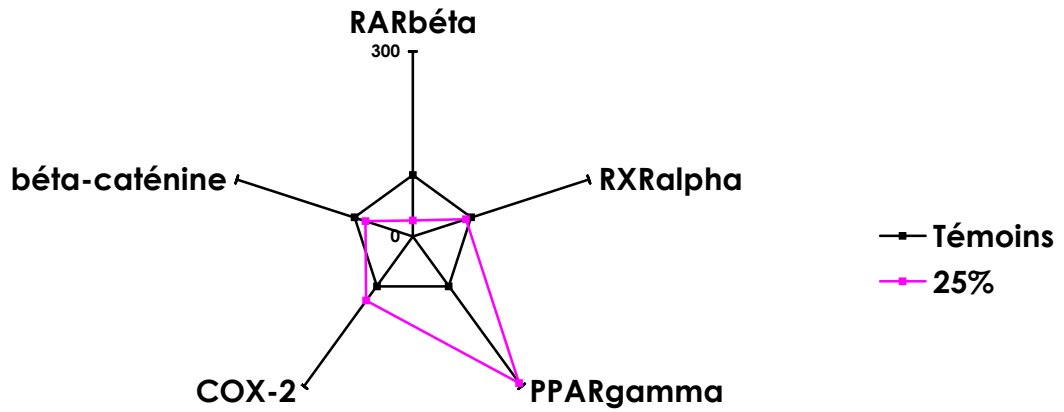 RARbéta
300
béta-caténine
RXRalpha
0
Témoins
25%
COX-2
PPARgamma